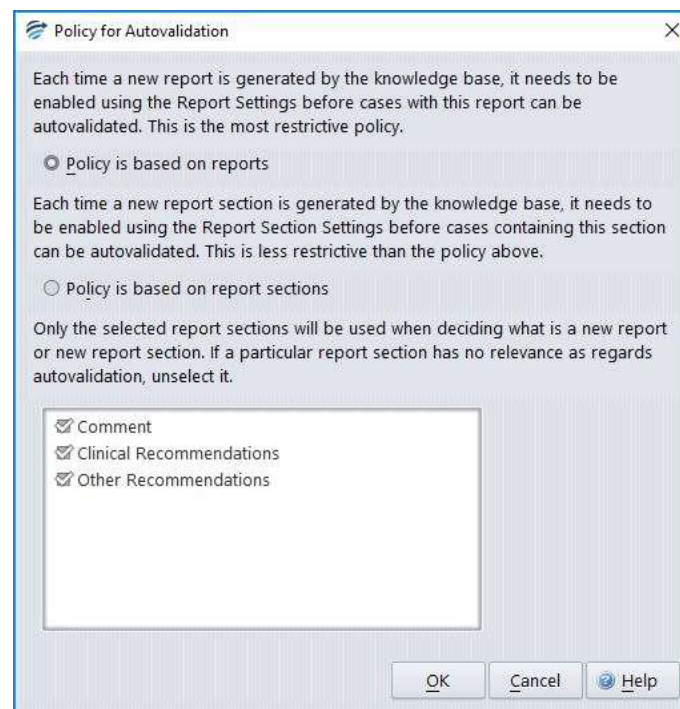 Policy for Autovalidation
Each time a new report is generated by the knowledge base, it needs to be
enabled using the Report Settings before cases with this report can be
autovalidated. This is the most restrictive policy.
Policy is based on reports
Each time a new report section is generated by the knowledge base, it needs to
be enabled using the Report Section Settings before cases containing this section
can be autovalidated. This is less restrictive than the policy above.
Policy is based on report sections
Only the selected report sections will be used when deciding what is a new report
or new report section. If a particular report section has no relevance as regards
autovalidation, unselect it.
Comment
Clinical Recommendations
Other Recommendations
OK Cancel Help